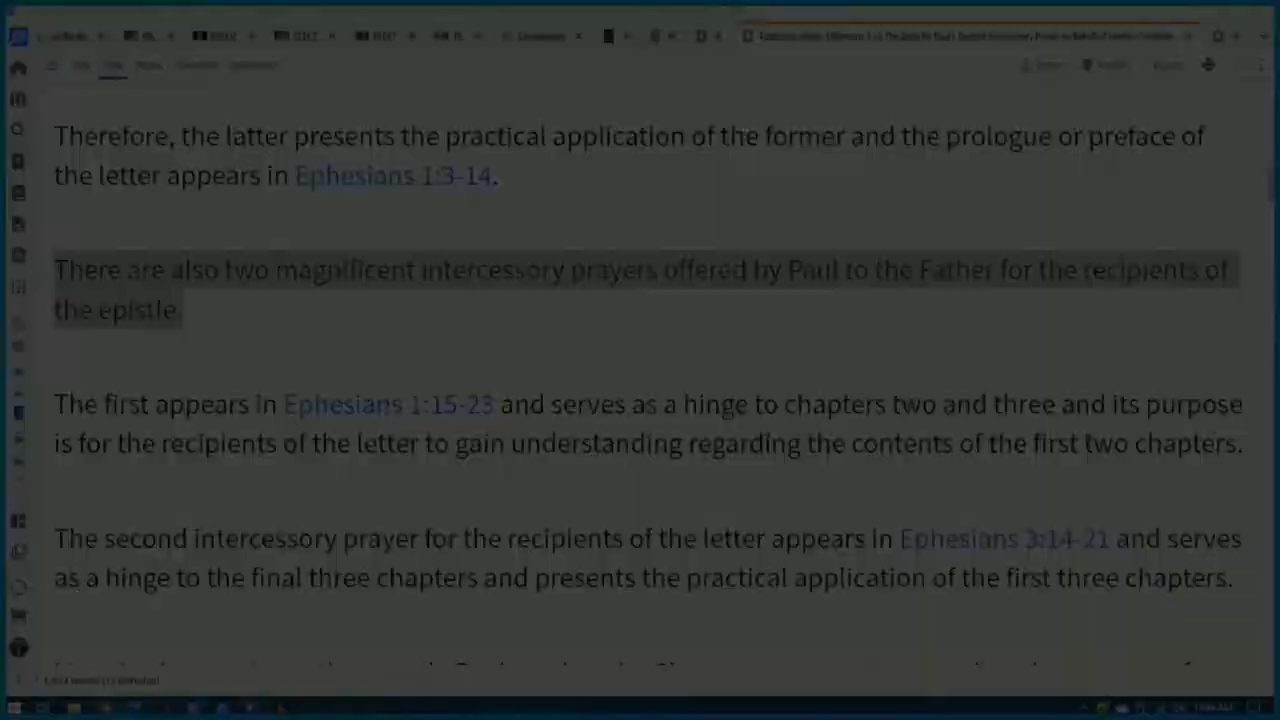 Therefore, the latter presents the practical application of the former and the prologue or preface of
the letter appears in Ephesians 1:3-14.
There are also two magnificent intercessory prayers offered by Paul to the Father for the recipients of
the epistle.
The first appears in Ephesians 1:15-23 and serves as a hinge to chapters two and three and its purpose
is for the recipients of the letter to gain understanding regarding the contents of the first two chapters.
The second intercessory prayer for the recipients of the letter appears in Ephesians 3:14-21 and serves
as a hinge to the final three chapters and presents the practical application of the first three chapters.